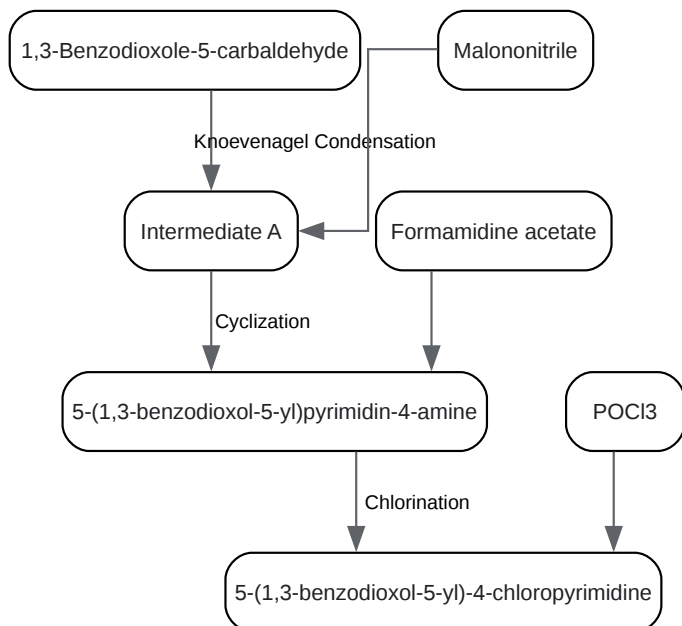 1,3-Benzodioxole-5-carbaldehyde
Malononitrile
Knoevenagel Condensation
Intermediate A
Formamidine acetate
Cyclization
5-(1,3-benzodioxol-5-yl)pyrimidin-4-amine
POCl3
Chlorination
5-(1,3-benzodioxol-5-yl)-4-chloropyrimidine